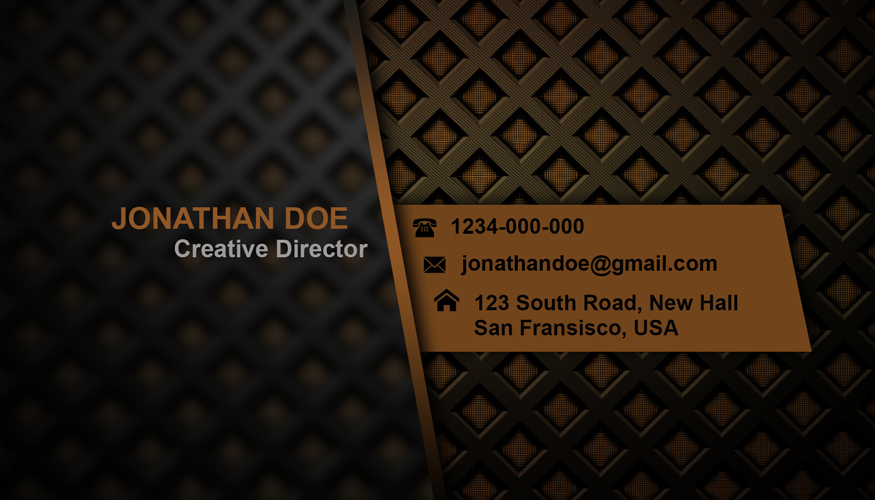 JONATHAN DOE
Creative Director
1234-000-000
jonathandoe@gmail.com
123 South Road, New Hall
San Fransisco, USA